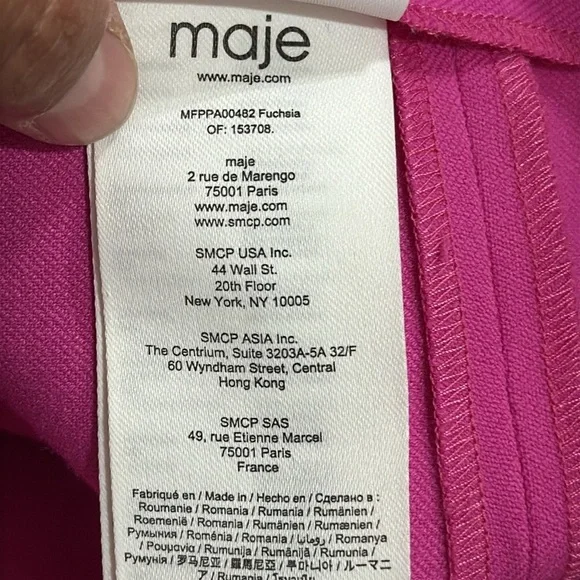 maje
www.maje.com
MFPPA00482 Fuchsia
OF: 153708.
maje
2 rue de Marengo
75001 Paris
www.maje.com
www.smcp.com
SMCP USA Inc.
44 Wall St.
20th Floor
New York, NY 10005
SMCP ASIA Inc.
The Centrium, Suite 3203A-5A 32/F
60 Wyndham Street, Central
Hong Kong
SMCP SAS
49, rue Etienne Marcel
75001 Paris
France
Fabriqué en / Made in / Hecho en / Сделано в :
Roumanie / Romania / Rumania / Rumänien /
Roemenië / Romania / Rumænien /
Румыния / Romania / România / رومانيا / Romanya
/ Ρουμανία / Rumunija / Rumānijā / Rumunia /
Румунія / 罗马尼亚 / 羅馬尼亞 / 루마니아 / ルーマニ
ア / Rumania /